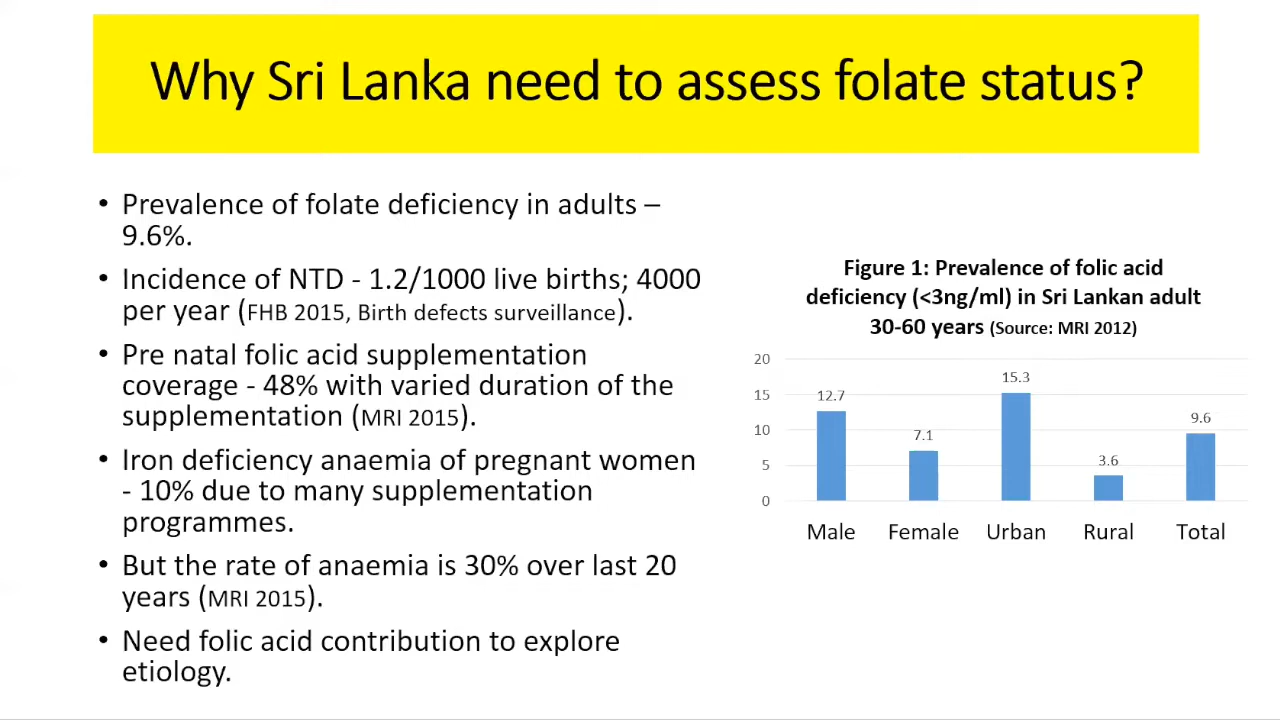 Why Sri Lanka need to assess folate status?
• Prevalence of folate deficiency in adults –
9.6%.
• Incidence of NTD - 1.2/1000 live births; 4000
per year (FHB 2015, Birth defects surveillance).
• Pre natal folic acid supplementation
coverage - 48% with varied duration of the
supplementation (MRI 2015).
• Iron deficiency anaemia of pregnant women
- 10% due to many supplementation
programmes.
• But the rate of anaemia is 30% over last 20
years (MRI 2015).
• Need folic acid contribution to explore
etiology.
Figure 1: Prevalence of folic acid
deficiency (<3ng/ml) in Sri Lankan adult
30-60 years (Source: MRI 2012)
20
15
10
5
0
12.7
7.1
15.3
3.6
9.6
Male Female Urban Rural Total